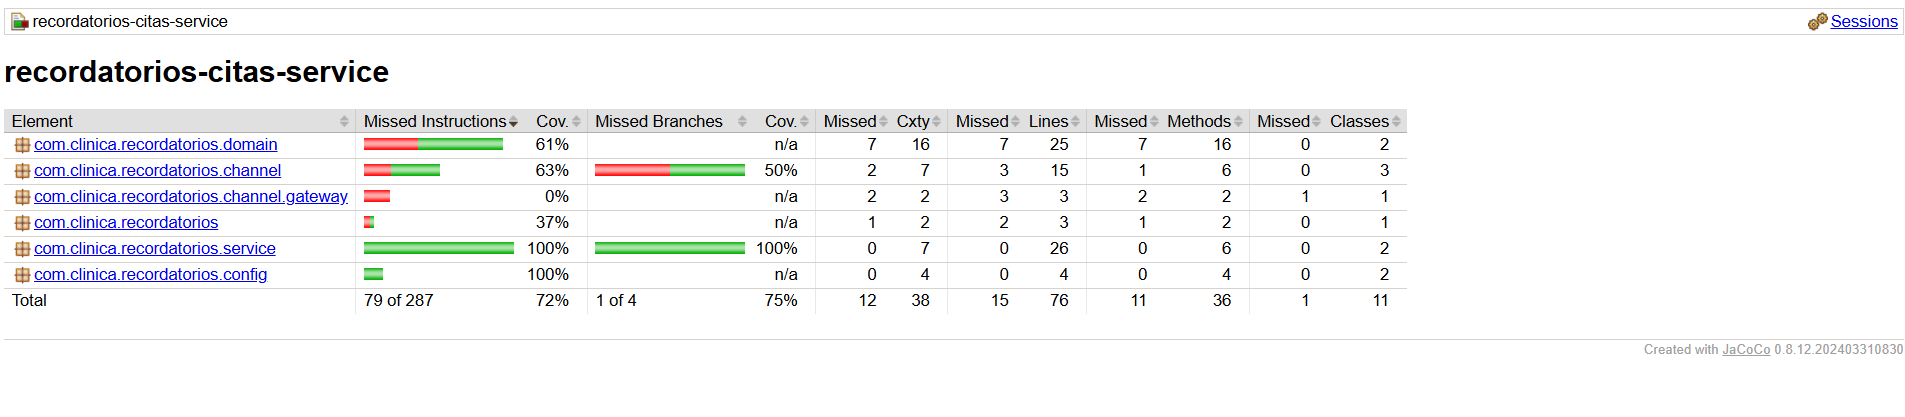 recordatorios-citas-service Sessions
recordatorios-citas-service
Element Missed Instructions Cov. Missed Branches Cov. Missed Cxty Missed Lines Missed Methods Missed Classes
com.clinica.recordatorios.domain 61% n/a 7 16 7 25 7 16 0 2
com.clinica.recordatorios.channel 63% 50% 2 7 3 15 1 6 0 3
com.clinica.recordatorios.channel.gateway 0% n/a 2 2 3 3 2 2 1 1
com.clinica.recordatorios 37% n/a 1 2 2 3 1 2 0 1
com.clinica.recordatorios.service 100% 100% 0 7 0 26 0 6 0 2
com.clinica.recordatorios.config 100% n/a 0 4 0 4 0 4 0 2
Total 79 of 287 72% 1 of 4 75% 12 38 15 76 11 36 1 11
Created with JaCoCo 0.8.12.202403310830